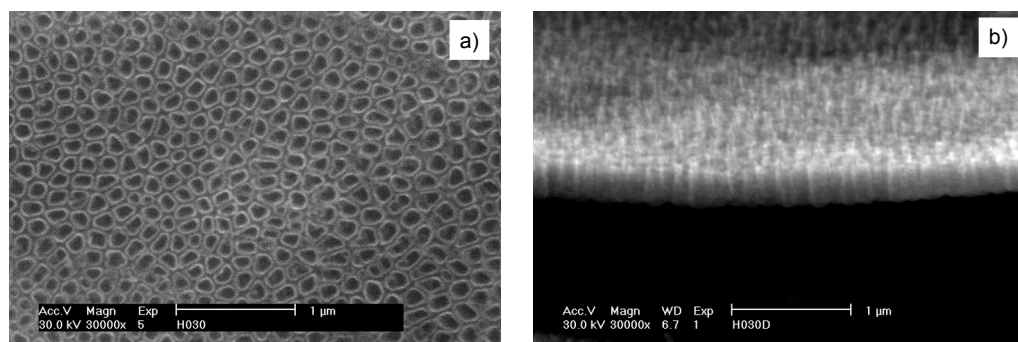 a)
Acc.V Magn Exp 1 µm
30.0 kV 30000x 5 H030
b)
Acc.V Magn WD Exp 1 µm
30.0 kV 30000x 6.7 1 H030D